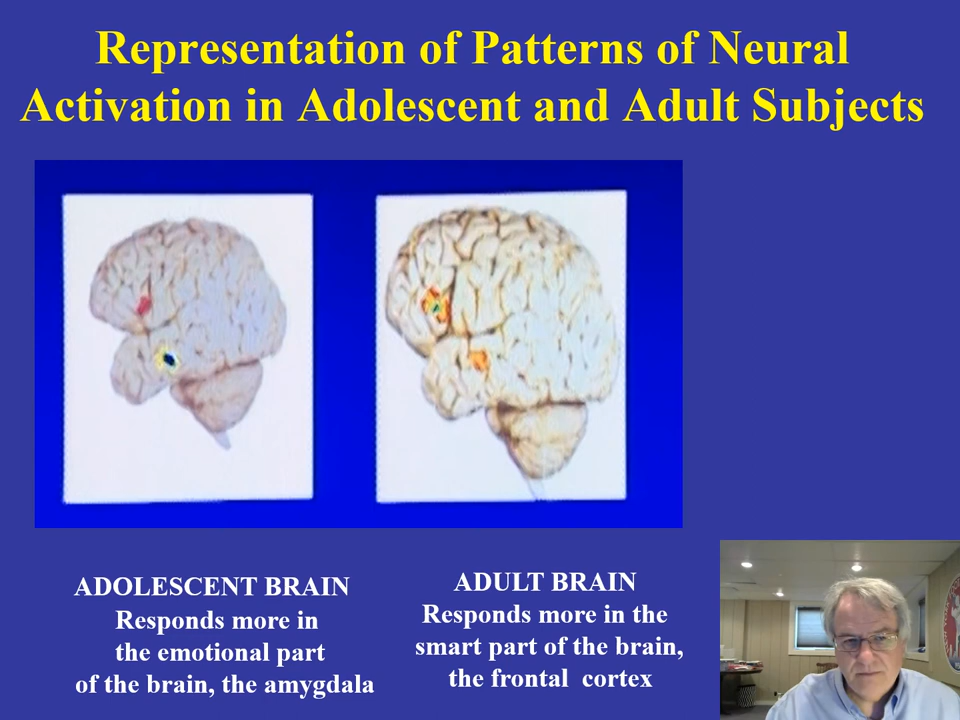 Representation of Patterns of Neural
Activation in Adolescent and Adult Subjects
ADOLESCENT BRAIN
Responds more in
the emotional part
of the brain, the amygdala
ADULT BRAIN
Responds more in the
smart part of the brain,
the frontal cortex